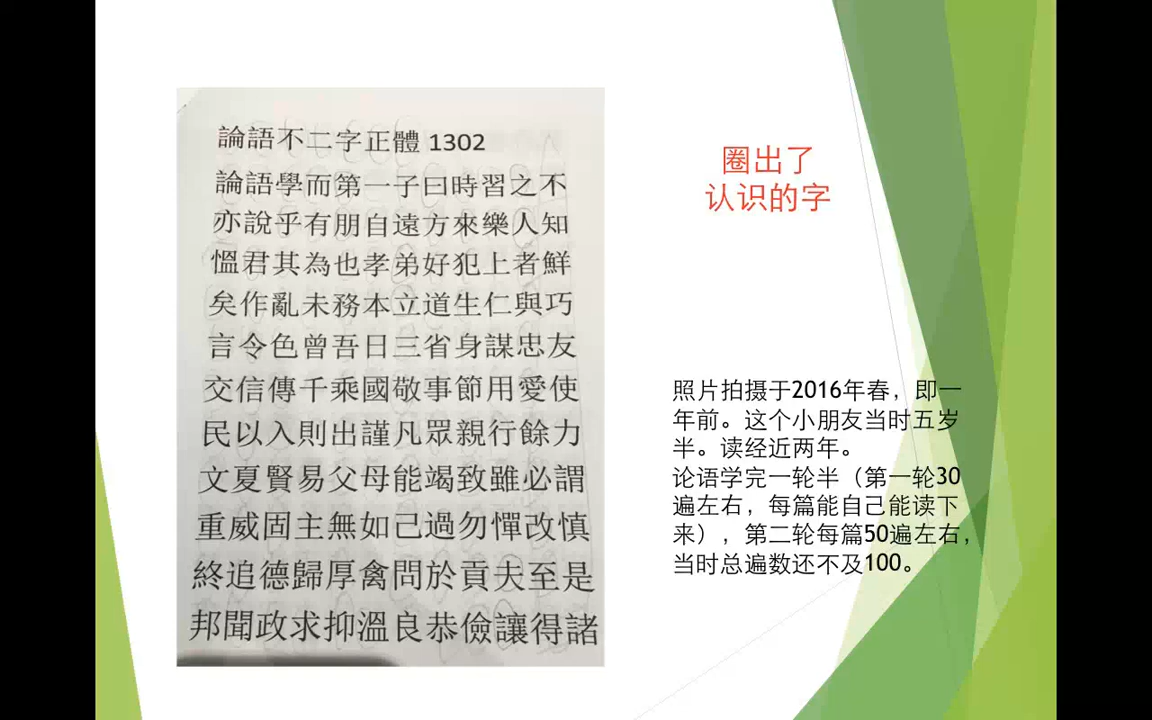 論語不二字正體 1302
論語學而第一子曰時習之不
亦說乎有朋自遠方來樂人知
慍君其為也孝弟好犯上者鮮
矣作亂未務本立道生仁與巧
言令色曾吾日三省身謀忠友
交信傳千乘國敬事節用愛使
民以入則出謹凡眾親行餘力
文夏賢易父母能竭致雖必謂
重威固主無如己過勿憚改慎
終追德歸厚禽問於貢夫至是
邦聞政求抑溫良恭儉讓得諸
圈出了
认识的字
照片拍摄于2016年春，即一
年前。这个小朋友当时五岁
半。读经近两年。
论语学完一轮半（第一轮30
遍左右，每篇能自己能读下
来），第二轮每篇50遍左右，
当时总遍数还不及100。